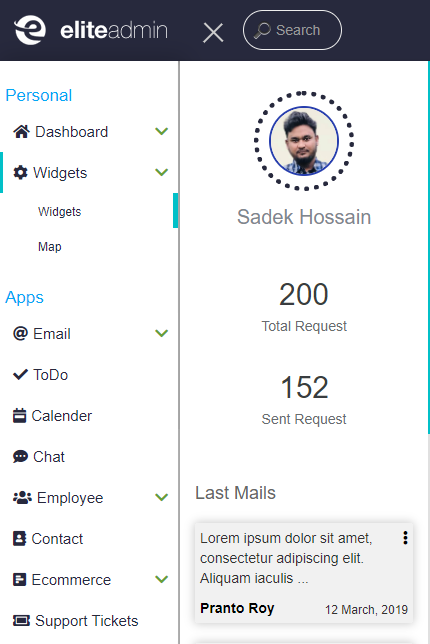 eliteadmin
Search
Personal
Dashboard
Widgets
Widgets
Map
Apps
Email
ToDo
Calender
Chat
Employee
Contact
Ecommerce
Support Tickets
Sadek Hossain
200
Total Request
152
Sent Request
Last Mails
Lorem ipsum dolor sit amet,
consectetur adipiscing elit.
Aliquam iaculis ...
Pranto Roy 12 March, 2019